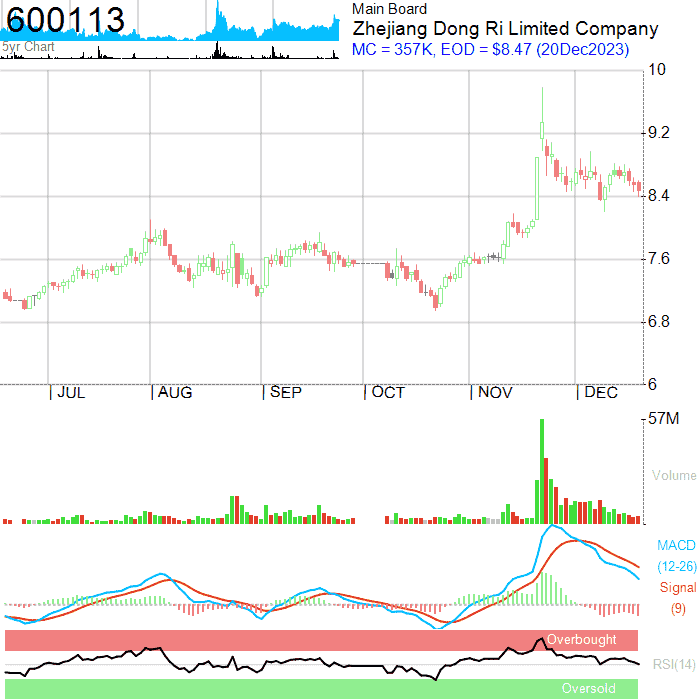 600113
5yr Chart
Main Board
Zhejiang Dong Ri Limited Company
MC = 357K, EOD = $8.47 (20Dec2023)
10
9.2
8.4
7.6
6.8
6
| JUL
| AUG
| SEP
| OCT
| NOV
| DEC
57M
Volume
MACD
(12-26)
Signal
(9)
Overbought
RSI(14)
Oversold